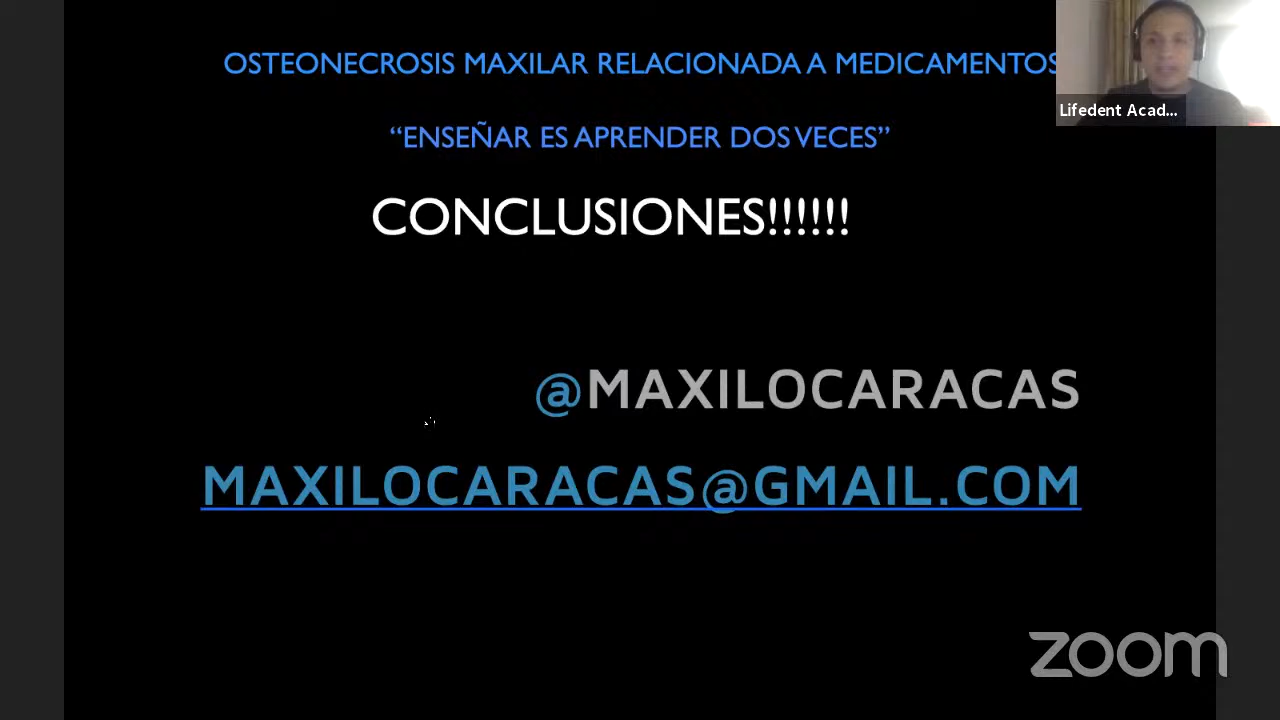 OSTEONECROSIS MAXILAR RELACIONADA A MEDICAMENTOS
Lifedent Acad...
“ENSEÑAR ES APRENDER DOS VECES”
CONCLUSIONES!!!!!!
@MAXILOCARACAS
MAXILOCARACAS@GMAIL.COM
zoom